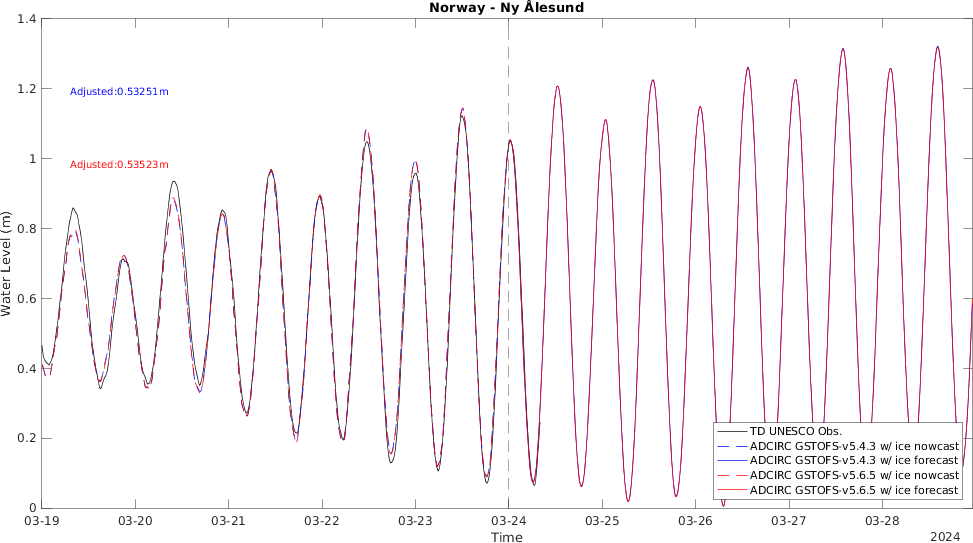 Norway - Ny Ålesund
1.4
1.2
1
0.8
0.6
0.4
0.2
0
Water Level (m)
Adjusted:0.53251m
Adjusted:0.53523m
TD UNESCO Obs.
ADCIRC GSTOFS-v5.4.3 w/ ice nowcast
ADCIRC GSTOFS-v5.4.3 w/ ice forecast
ADCIRC GSTOFS-v5.6.5 w/ ice nowcast
ADCIRC GSTOFS-v5.6.5 w/ ice forecast
03-19 03-20 03-21 03-22 03-23 03-24 03-25 03-26 03-27 03-28
Time
2024